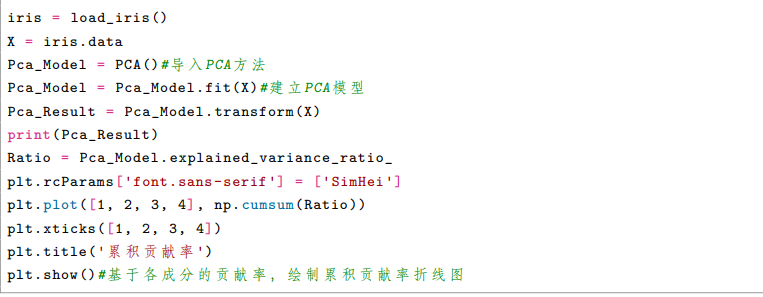 iris = load_iris()
X = iris.data
Pca_Model = PCA()#导入PCA方法
Pca_Model = Pca_Model.fit(X)#建立PCA模型
Pca_Result = Pca_Model.transform(X)
print(Pca_Result)
Ratio = Pca_Model.explained_variance_ratio_
plt.rcParams['font.sans-serif'] = ['SimHei']
plt.plot([1, 2, 3, 4], np.cumsum(Ratio))
plt.xticks([1, 2, 3, 4])
plt.title('累积贡献率')
plt.show()#基于各成分的贡献率, 绘制累积贡献率折线图